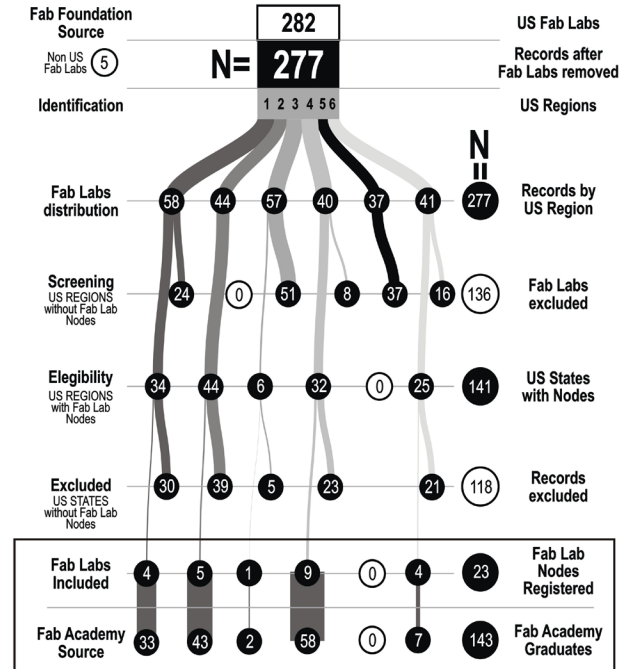 Fab Foundation
Source
282
US Fab Labs
Non US
Fab Labs
5
N=
277
Records after
Fab Labs removed
Identification
1 2 3 4 5 6
US Regions
N
=
Fab Labs
distribution
58
44
57
40
37
41
277
Records by
US Region
Screening
US REGIONS
without Fab Lab
Nodes
24
0
51
8
37
16
136
Fab Labs
excluded
Elegibility
US REGIONS
with Fab Lab
Nodes
34
44
6
32
0
25
141
US States
with Nodes
Excluded
US STATES
without Fab Lab
Nodes
30
39
5
23
21
118
Records
excluded
Fab Labs
Included
4
5
1
9
0
4
23
Fab Lab
Nodes
Registered
Fab Academy
Source
33
43
2
58
0
7
143
Fab Academy
Graduates